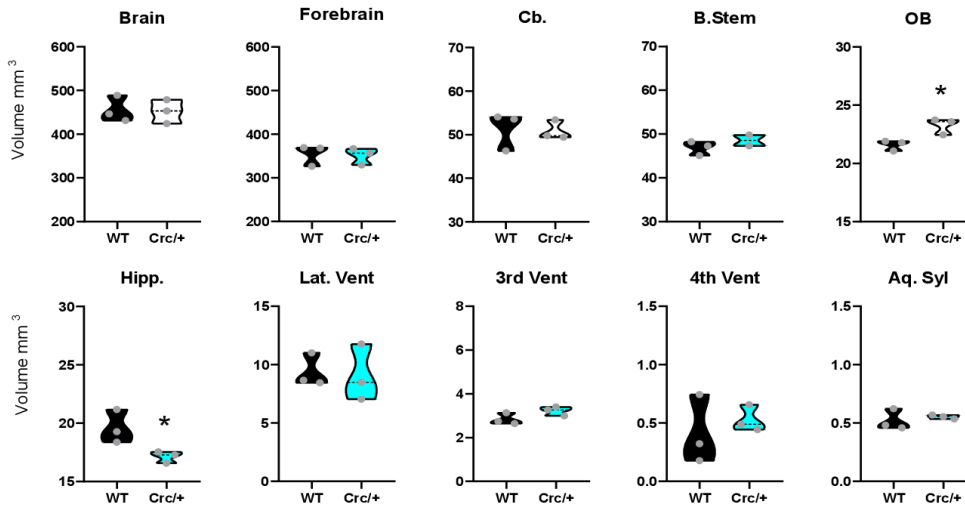 Brain Forebrain Cb. B.Stem OB
Volume mm 3
600 600 70 70 25
500 500 60 60 *
23
400 400 50 50
21
300 300 40 40 19
17
200 200 30 30 15
WT Crc/+ WT Crc/+ WT Crc/+ WT Crc/+ WT Crc/+
Hipp. Lat. Vent 3rd Vent 4th Vent Aq. Syl
Volume mm 3
30 15 8 1.5 1.5
6
25 10 1.0 1.0
4
20 * 5 0.5 0.5
2
15 0 0 0.0 0.0
WT Crc/+ WT Crc/+ WT Crc/+ WT Crc/+ WT Crc/+